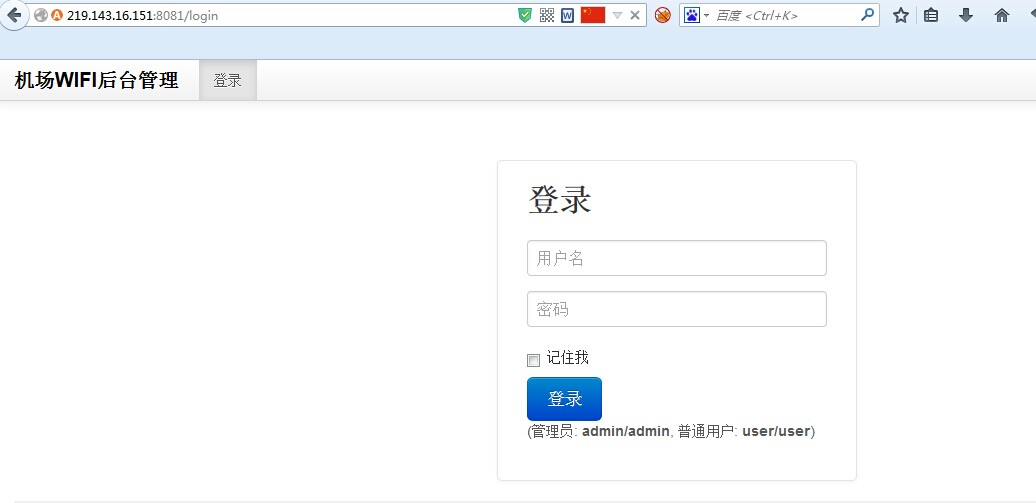 219.143.16.151:8081/login
百度 <Ctrl+K>
机场WIFI后台管理
登录
登录
用户名
密码
记住我
登录
(管理员: admin/admin, 普通用户: user/user)